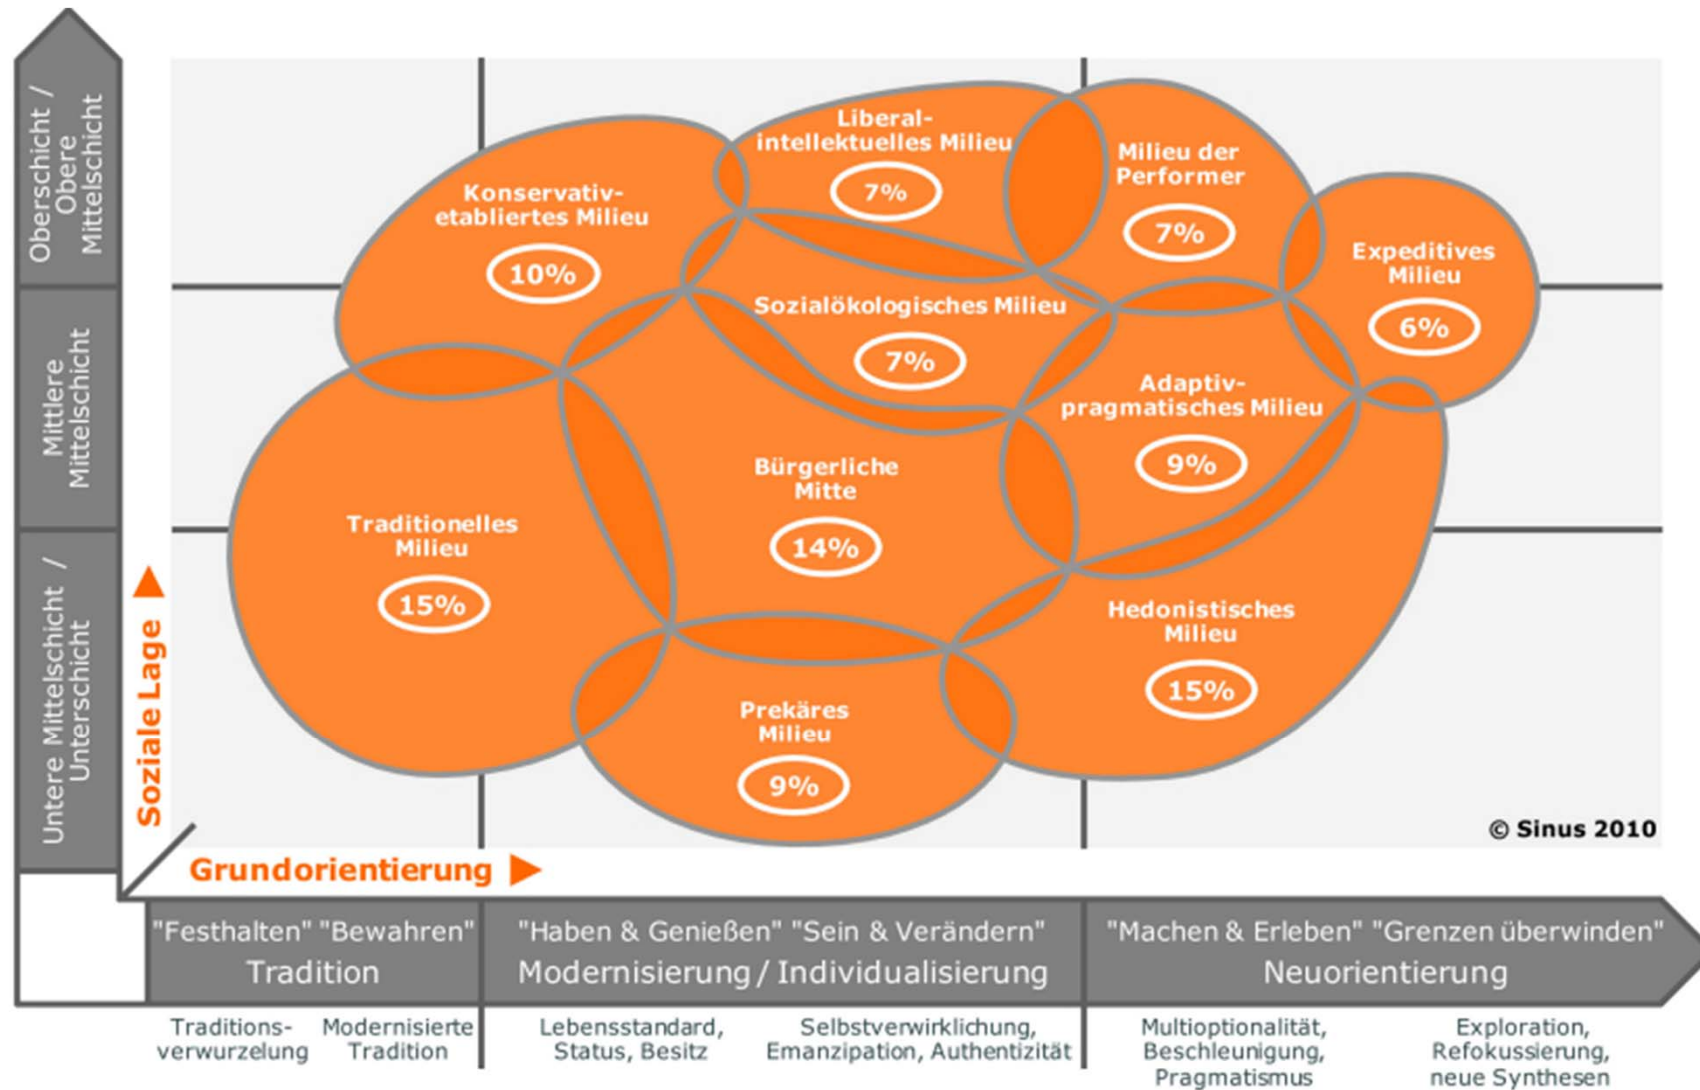 Oberschicht /
Obere
Mittelschicht
Mittlere
Mittelschicht
Untere Mittelschicht /
Unterschicht
Soziale Lage
Liberal-
intellektuelles Milieu
7%
Milieu der
Performer
7%
Konservativ-
etabliertes Milieu
10%
Expeditives
Milieu
6%
Sozialökologisches Milieu
7%
Adaptiv-
pragmatisches Milieu
9%
Bürgerliche
Mitte
14%
Traditionelles
Milieu
15%
Hedonistisches
Milieu
15%
Prekäres
Milieu
9%
© Sinus 2010
Grundorientierung
"Festhalten" "Bewahren"
Tradition
"Haben & Genießen" "Sein & Verändern"
Modernisierung / Individualisierung
"Machen & Erleben" "Grenzen überwinden"
Neuorientierung
Traditions-
verwurzelung
Modernisierte
Tradition
Lebensstandard,
Status, Besitz
Selbstverwirklichung,
Emanzipation, Authentizität
Multioptionalität,
Beschleunigung,
Pragmatismus
Exploration,
Refokussierung,
neue Synthesen